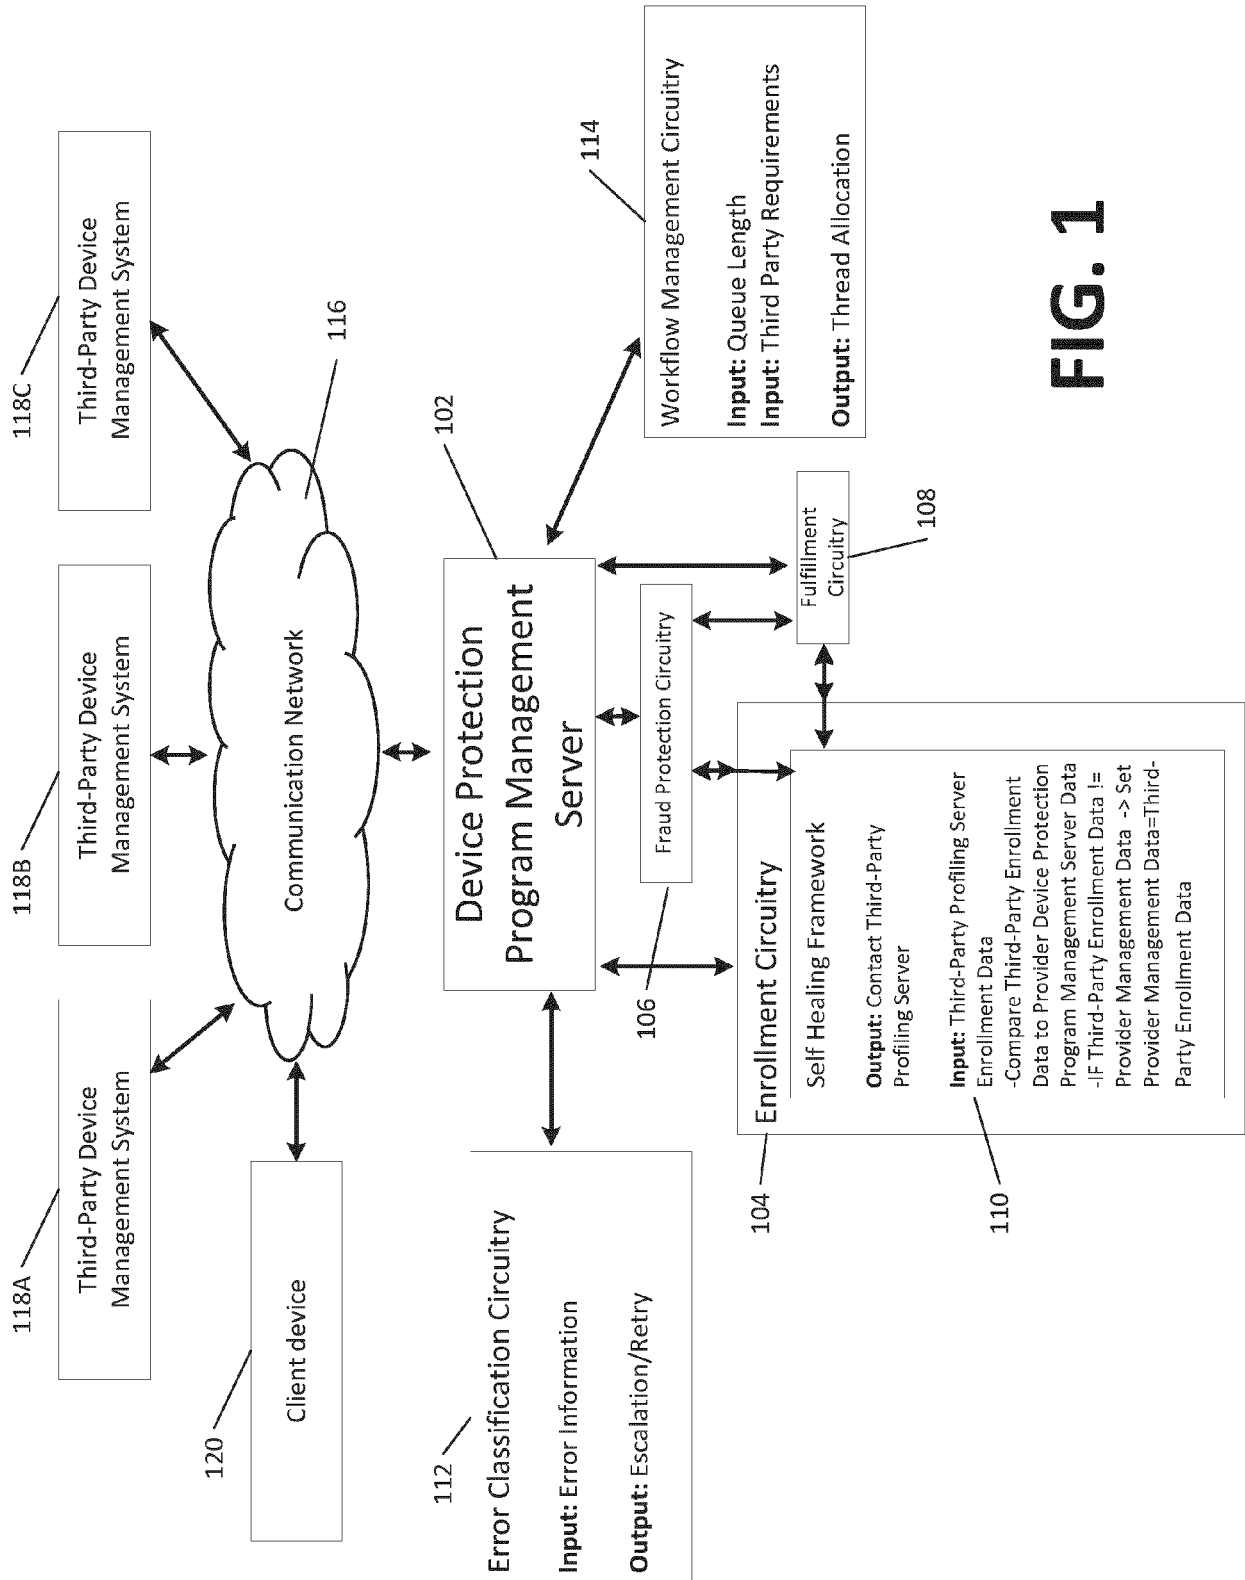 118A
118B
118C
Third-Party Device
Management System
Third-Party Device
Management System
Third-Party Device
Management System
120
Client device
Communication Network
116
112
Error Classification Circuitry
Input: Error Information
Output: Escalation/Retry
Device Protection
Program Management
Server
102
114
Workflow Management Circuitry
Input: Queue Length
Input: Third Party Requirements
Output: Thread Allocation
106
Fraud Protection Circuitry
Fulfillment
Circuitry
108
104
Enrollment Circuitry
Self Healing Framework
Output: Contact Third-Party
Profiling Server
110
Input: Third-Party Profiling Server
Enrollment Data
-Compare Third-Party Enrollment
Data to Provider Device Protection
Program Management Server Data
-IF Third-Party Enrollment Data !=
Provider Management Data -> Set
Provider Management Data=Third-
Party Enrollment Data
FIG. 1